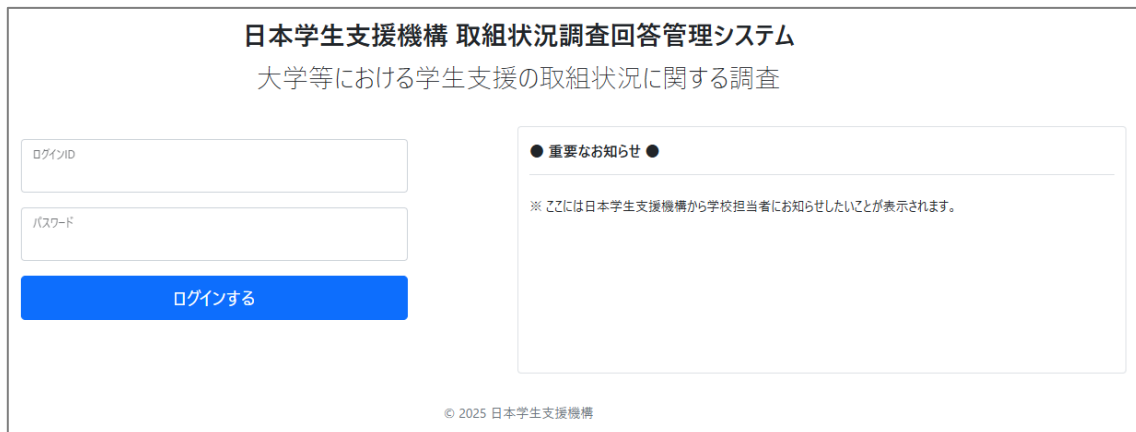 日本学生支援機構 取組状況調査回答管理システム
大学等における学生支援の取組状況に関する調査
ログインID
パスワード
ログインする
● 重要なお知らせ ●
※ ここには日本学生支援機構から学校担当者にお知らせしたいことが表示されます。
© 2025 日本学生支援機構